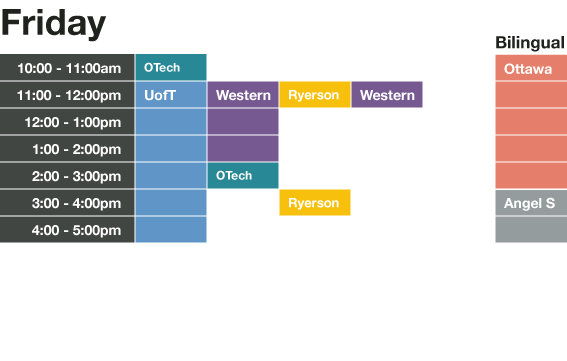 Friday
Bilingual
10:00 - 11:00am OTech Ottawa
11:00 - 12:00pm UofT Western Ryerson Western
12:00 - 1:00pm
1:00 - 2:00pm
2:00 - 3:00pm OTech
3:00 - 4:00pm Ryerson Angel S
4:00 - 5:00pm